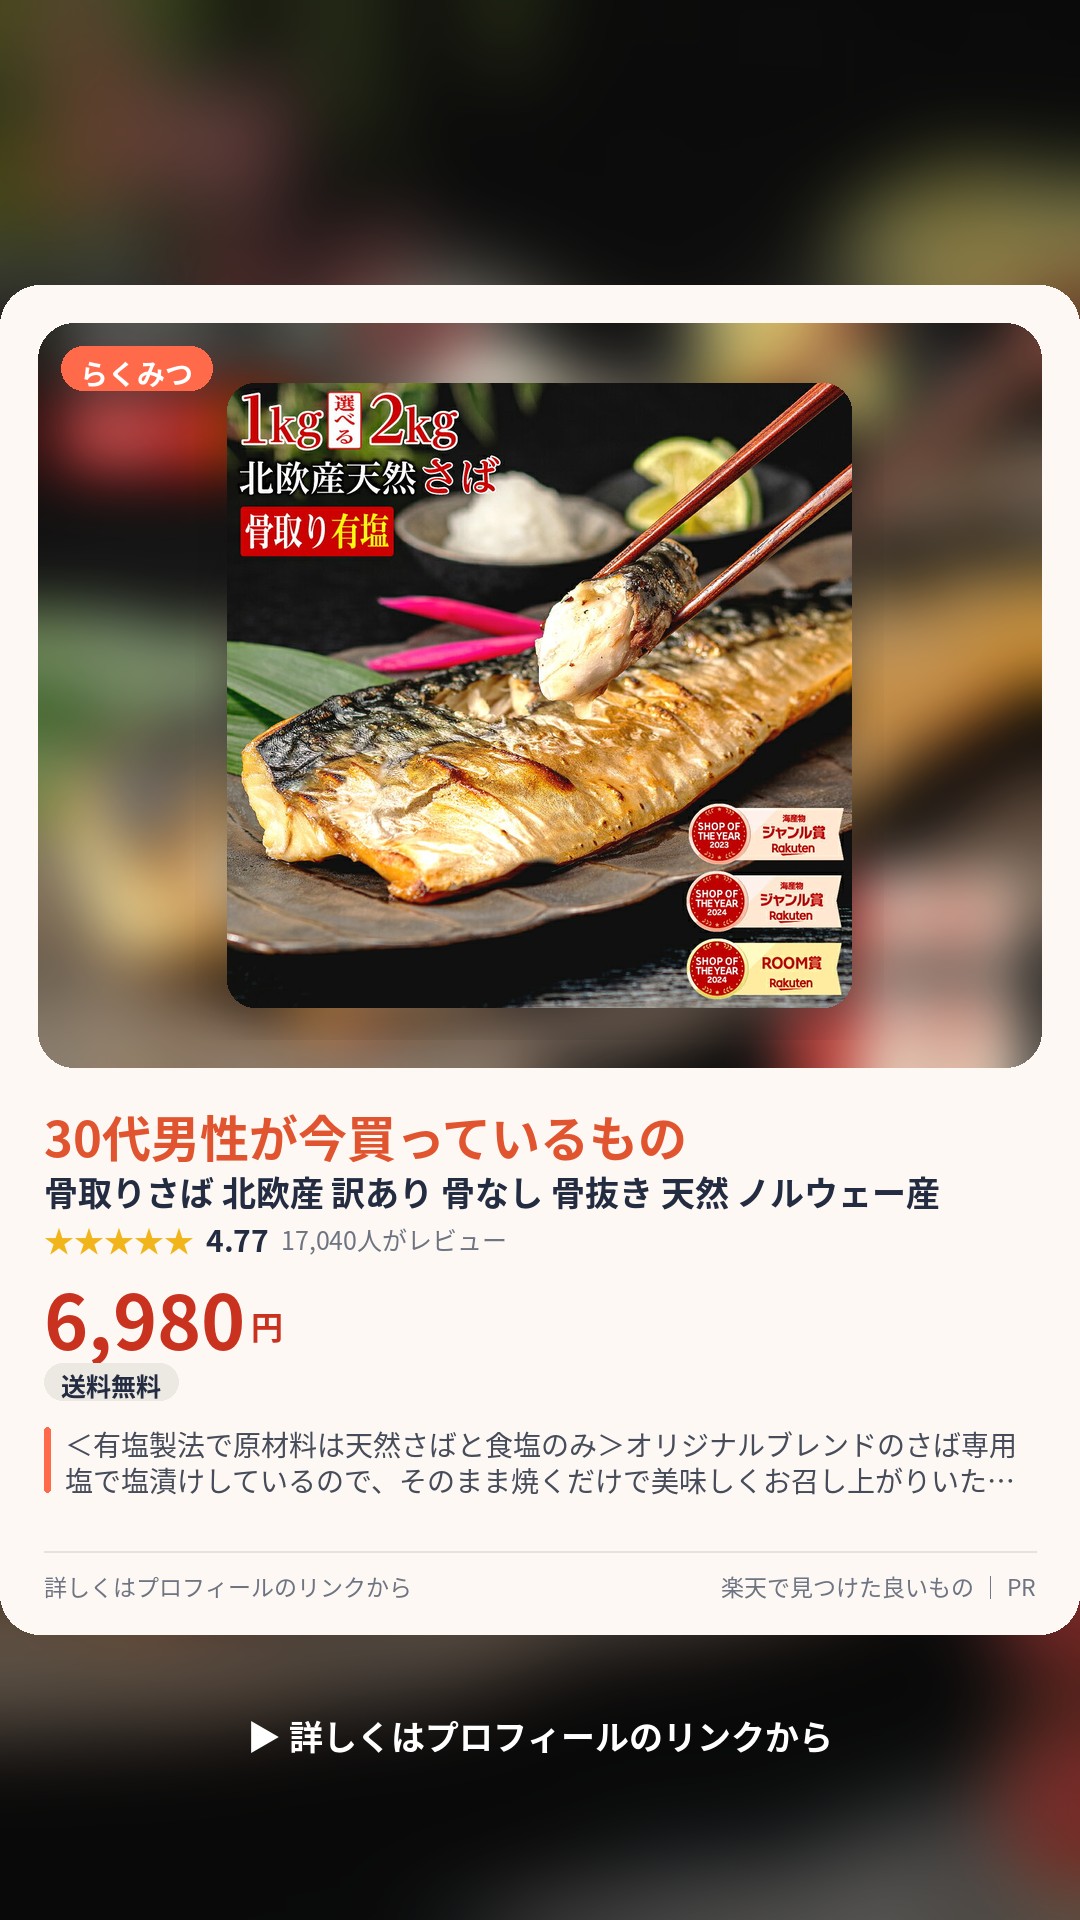 らくみつ
1kg 選べる 2kg
北欧産天然さば
骨取り有塩
SHOP OF THE YEAR 2023
海産物
ジャンル賞
Rakuten
SHOP OF THE YEAR 2024
海産物
ジャンル賞
Rakuten
SHOP OF THE YEAR 2024
ROOM賞
Rakuten
30代男性が今買っているもの
骨取りさば 北欧産 訳あり 骨なし 骨抜き 天然 ノルウェー産
★★★★★ 4.77 17,040人がレビュー
6,980円
送料無料
＜有塩製法で原材料は天然さばと食塩のみ＞オリジナルブレンドのさば専用
塩で塩漬けしているので、そのまま焼くだけで美味しくお召し上がりいた…
詳しくはプロフィールのリンクから
楽天で見つけた良いもの ｜ PR
▶ 詳しくはプロフィールのリンクから